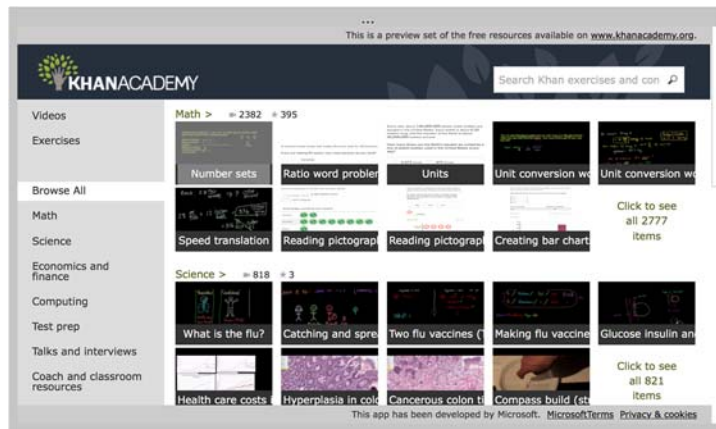 ...
This is a preview set of the free resources available on www.khanacademy.org.
KHANACADEMY
Search Khan exercises and con
Videos
Exercises
Browse All
Math
Science
Economics and
finance
Computing
Test prep
Talks and interviews
Coach and classroom
resources
Math > 2382 395
Number sets
Ratio word problem
Units
Unit conversion wo
Unit conversion wo
Speed translation
Reading pictograp
Reading pictograp
Creating bar chart
Click to see
all 2777
items
Science > 818 3
What is the flu?
Catching and sprea
Two flu vaccines (
Making flu vaccine
Glucose insulin an
Health care costs i
Hyperplasia in colo
Cancerous colon ti
Compass build (str
Click to see
all 821
items
This app has been developed by Microsoft. MicrosoftTerms Privacy & cookies